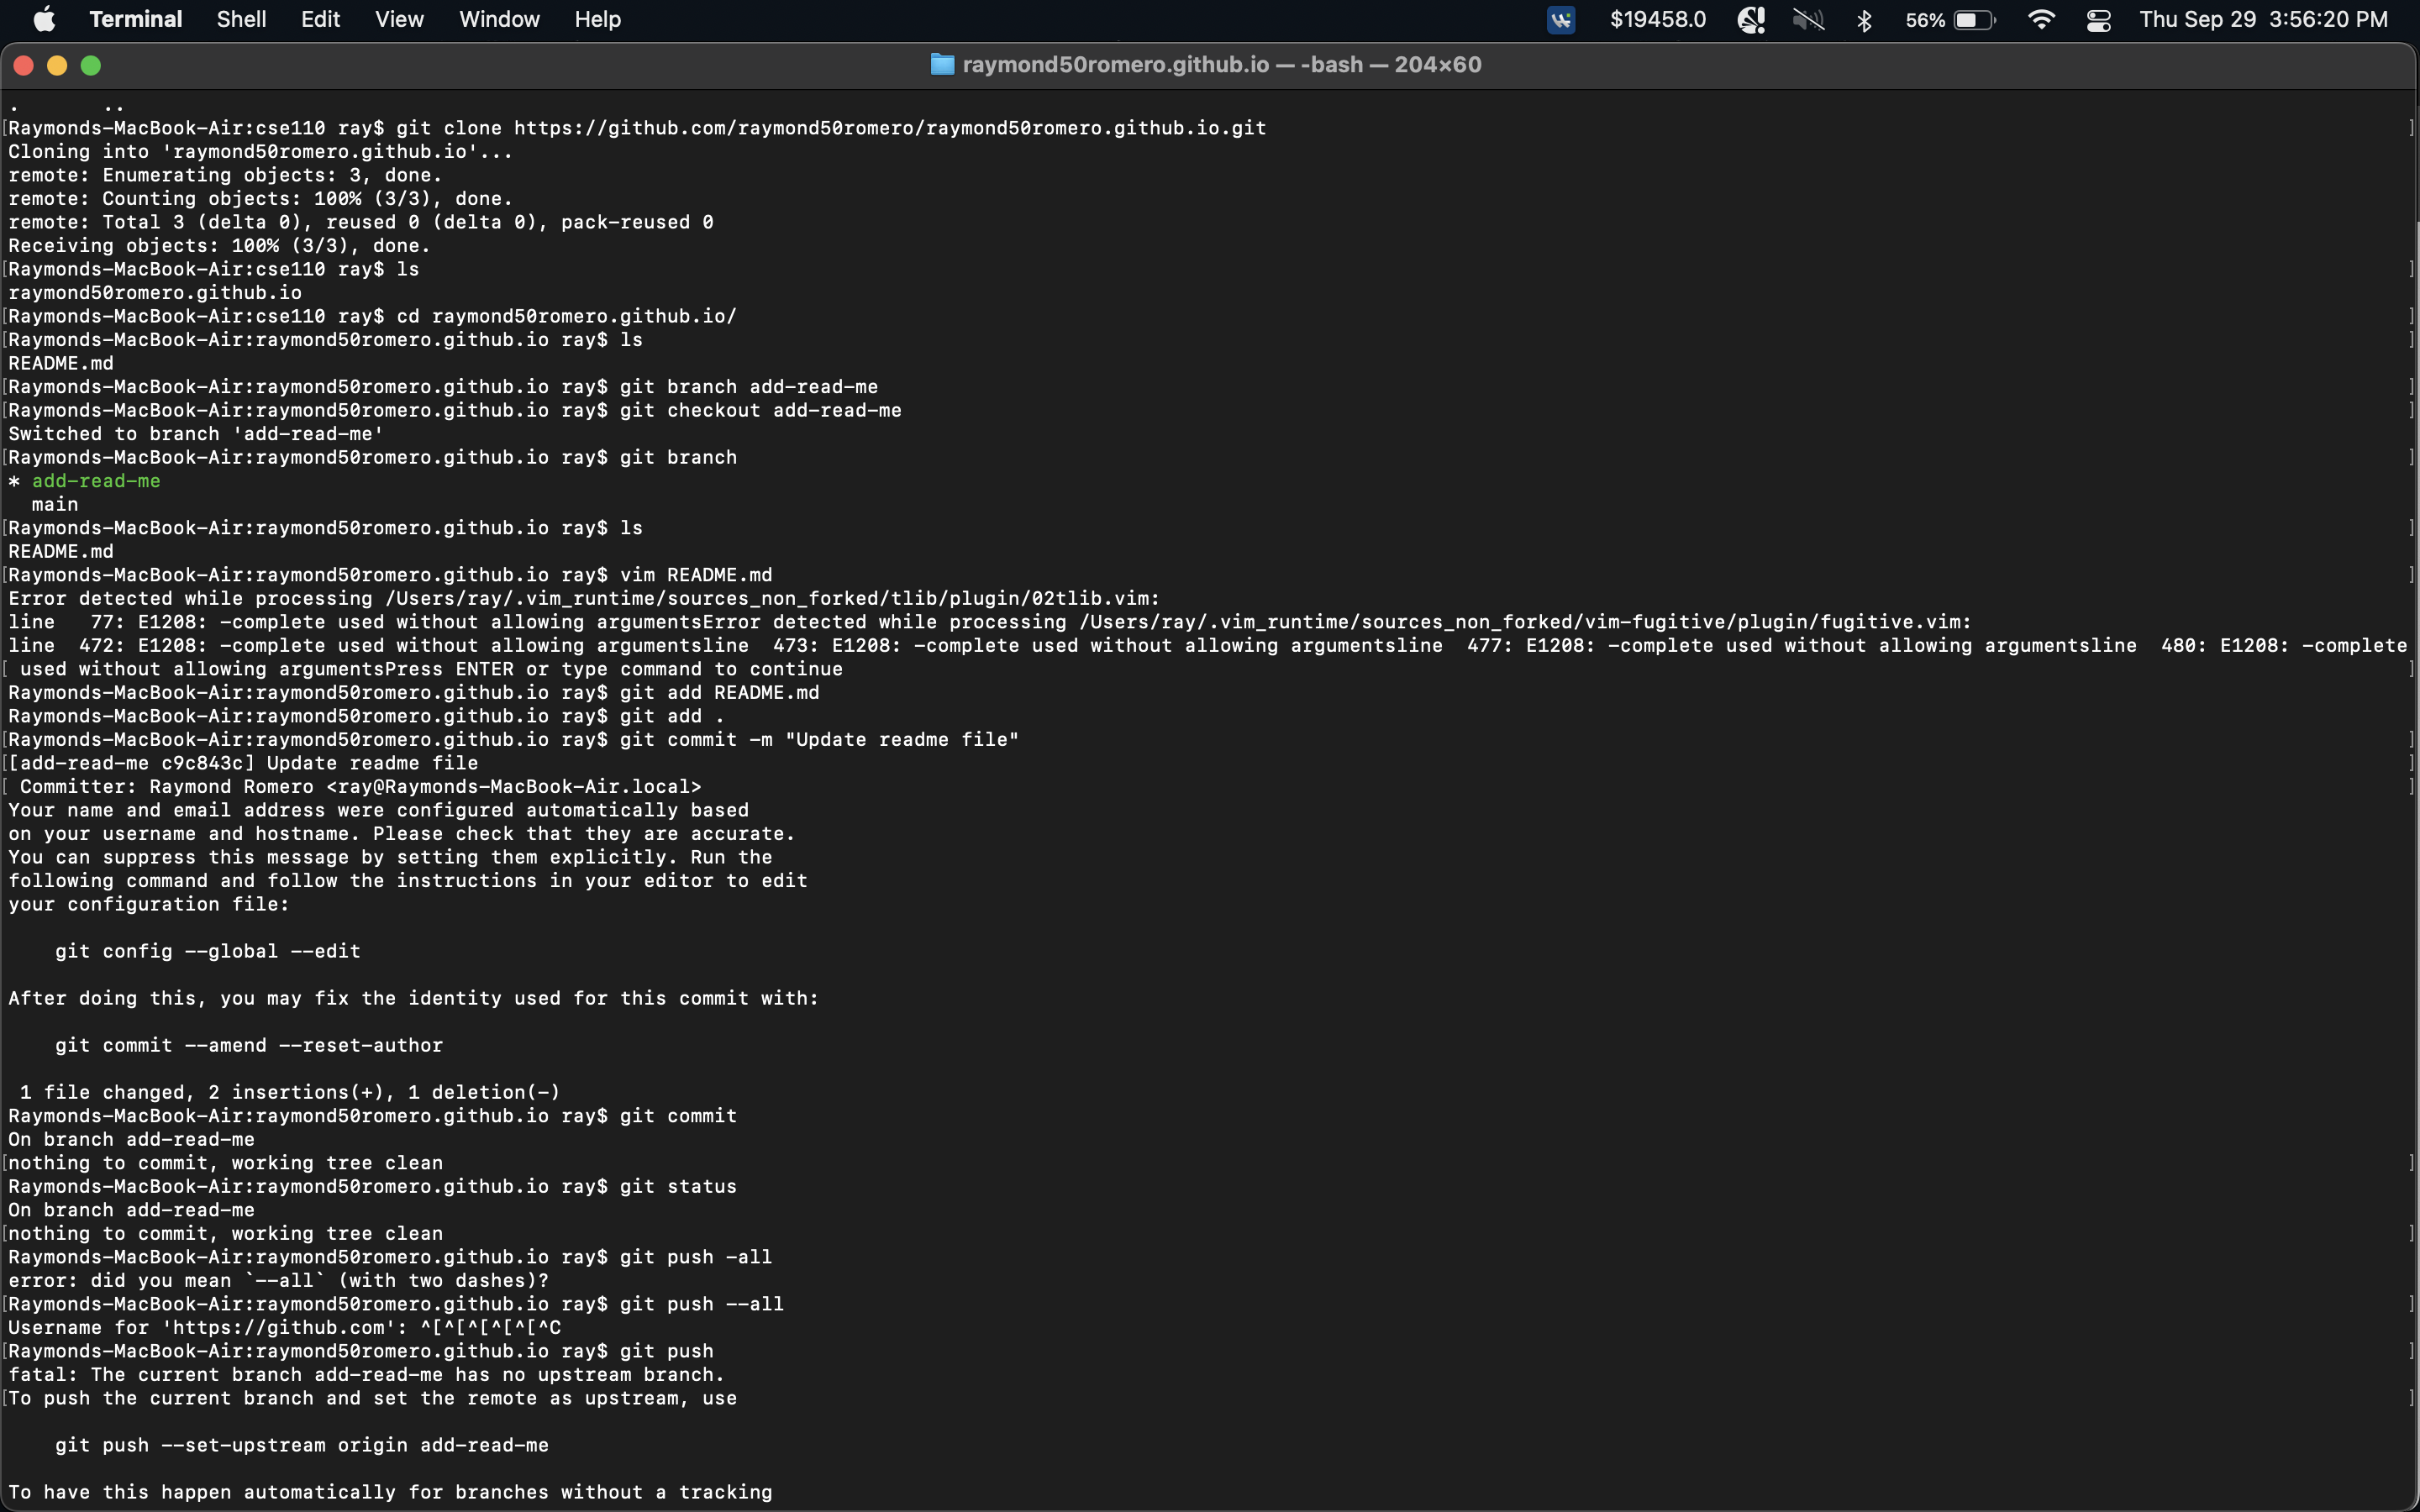 Terminal Shell Edit View Window Help $19458.0 56% Thu Sep 29 3:56:20 PM
raymond50romero.github.io — -bash — 204×60
.       ..
[Raymonds-MacBook-Air:cse110 ray$ git clone https://github.com/raymond50romero/raymond50romero.github.io.git ]
Cloning into 'raymond50romero.github.io'...
remote: Enumerating objects: 3, done.
remote: Counting objects: 100% (3/3), done.
remote: Total 3 (delta 0), reused 0 (delta 0), pack-reused 0
Receiving objects: 100% (3/3), done.
[Raymonds-MacBook-Air:cse110 ray$ ls ]
raymond50romero.github.io
[Raymonds-MacBook-Air:cse110 ray$ cd raymond50romero.github.io/ ]
[Raymonds-MacBook-Air:raymond50romero.github.io ray$ ls ]
README.md
[Raymonds-MacBook-Air:raymond50romero.github.io ray$ git branch add-read-me ]
[Raymonds-MacBook-Air:raymond50romero.github.io ray$ git checkout add-read-me ]
Switched to branch 'add-read-me'
[Raymonds-MacBook-Air:raymond50romero.github.io ray$ git branch ]
* add-read-me
  main
[Raymonds-MacBook-Air:raymond50romero.github.io ray$ ls ]
README.md
[Raymonds-MacBook-Air:raymond50romero.github.io ray$ vim README.md ]
Error detected while processing /Users/ray/.vim_runtime/sources_non_forked/tlib/plugin/02tlib.vim:
line   77: E1208: -complete used without allowing argumentsError detected while processing /Users/ray/.vim_runtime/sources_non_forked/vim-fugitive/plugin/fugitive.vim:
line  472: E1208: -complete used without allowing argumentsline  473: E1208: -complete used without allowing argumentsline  477: E1208: -complete used without allowing argumentsline  480: E1208: -complete
[ used without allowing argumentsPress ENTER or type command to continue ]
Raymonds-MacBook-Air:raymond50romero.github.io ray$ git add README.md
Raymonds-MacBook-Air:raymond50romero.github.io ray$ git add .
[Raymonds-MacBook-Air:raymond50romero.github.io ray$ git commit -m "Update readme file" ]
[[add-read-me c9c843c] Update readme file ]
[ Committer: Raymond Romero <ray@Raymonds-MacBook-Air.local> ]
Your name and email address were configured automatically based
on your username and hostname. Please check that they are accurate.
You can suppress this message by setting them explicitly. Run the
following command and follow the instructions in your editor to edit
your configuration file:
    git config --global --edit
After doing this, you may fix the identity used for this commit with:
    git commit --amend --reset-author
 1 file changed, 2 insertions(+), 1 deletion(-)
Raymonds-MacBook-Air:raymond50romero.github.io ray$ git commit
On branch add-read-me
[nothing to commit, working tree clean ]
Raymonds-MacBook-Air:raymond50romero.github.io ray$ git status
On branch add-read-me
[nothing to commit, working tree clean ]
Raymonds-MacBook-Air:raymond50romero.github.io ray$ git push -all
error: did you mean `--all` (with two dashes)?
[Raymonds-MacBook-Air:raymond50romero.github.io ray$ git push --all ]
Username for 'https://github.com': ^[^[^[^[^[^C
[Raymonds-MacBook-Air:raymond50romero.github.io ray$ git push ]
fatal: The current branch add-read-me has no upstream branch.
[To push the current branch and set the remote as upstream, use ]
    git push --set-upstream origin add-read-me
To have this happen automatically for branches without a tracking